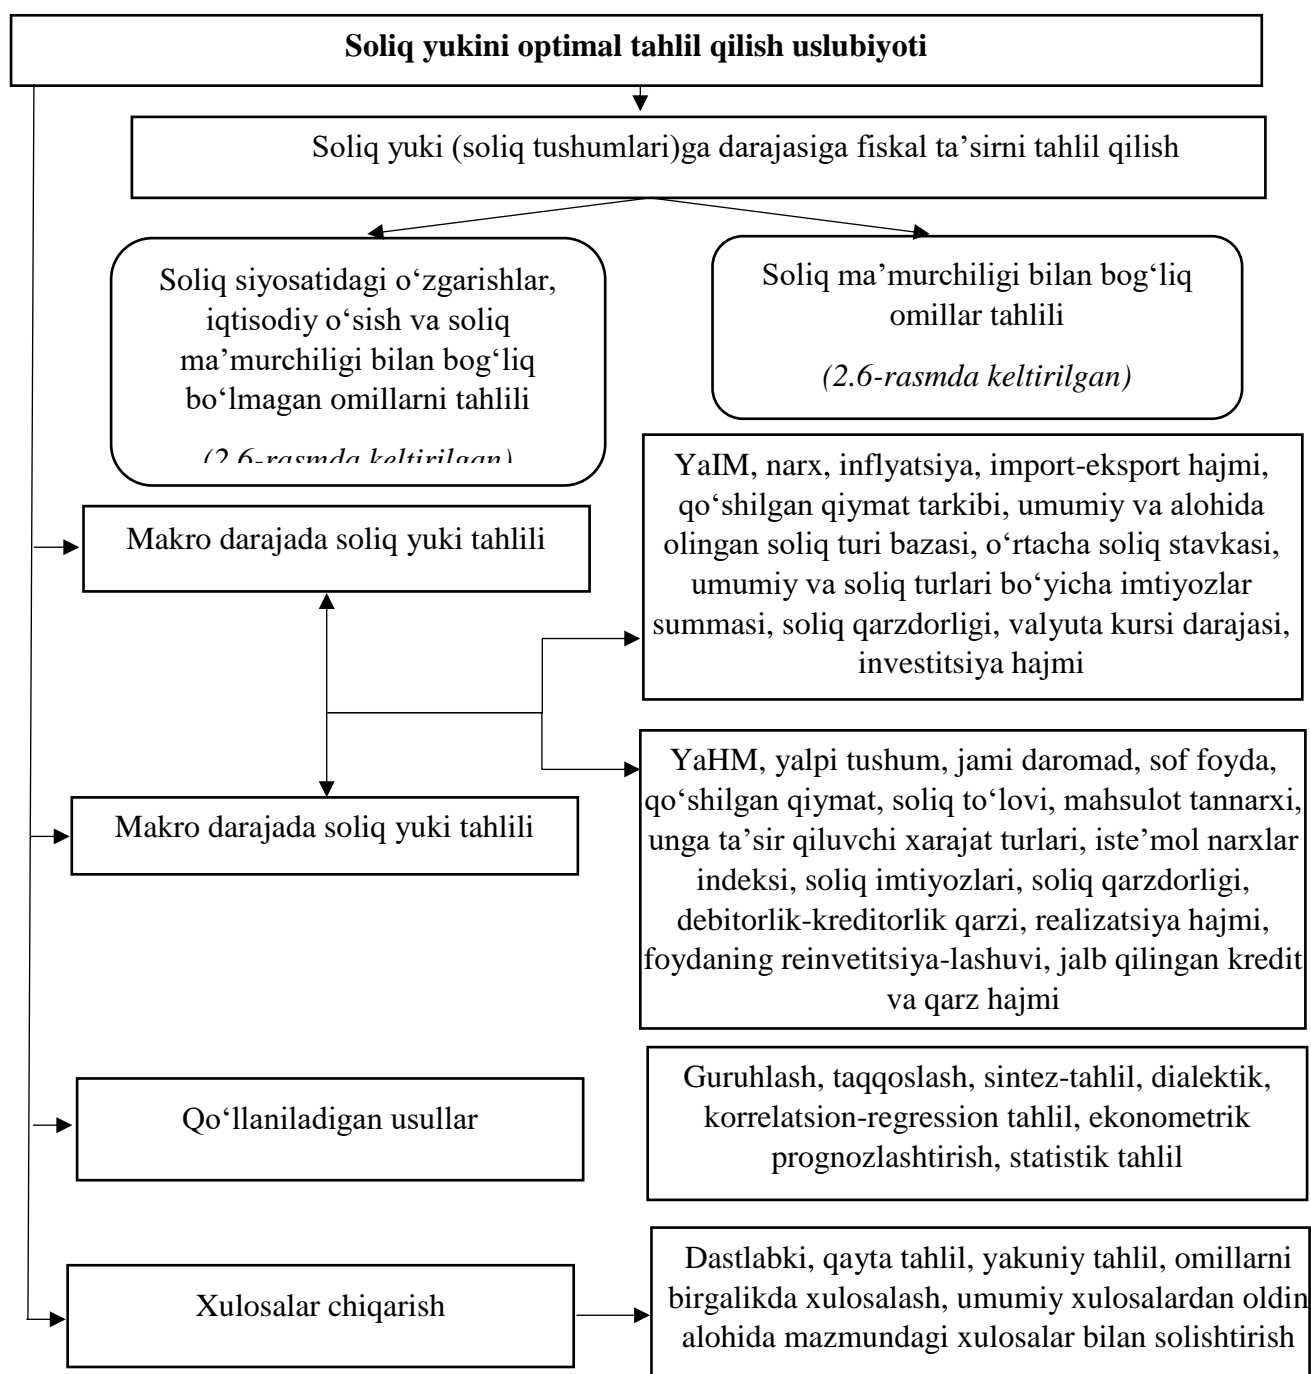 Soliq yukini optimal tahlil qilish uslubiyoti
Soliq yuki (soliq tushumlari)ga darajasiga fiskal ta’sirni tahlil qilish
Soliq siyosatidagi o‘zgarishlar,
iqtisodiy o‘sish va soliq
ma’murchiligi bilan bog‘liq
bo‘lmagan omillarni tahlili
(2.6-rasmda keltirilgan)
Soliq ma’murchiligi bilan bog‘liq
omillar tahlili
(2.6-rasmda keltirilgan)
Makro darajada soliq yuki tahlili
YaIM, narx, inflyatsiya, import-eksport hajmi,
qo‘shilgan qiymat tarkibi, umumiy va alohida
olingan soliq turi bazasi, o‘rtacha soliq stavkasi,
umumiy va soliq turlari bo‘yicha imtiyozlar
summasi, soliq qarzdorligi, valyuta kursi darajasi,
investitsiya hajmi
Makro darajada soliq yuki tahlili
YaHM, yalpi tushum, jami daromad, sof foyda,
qo‘shilgan qiymat, soliq to‘lovi, mahsulot tannarxi,
unga ta’sir qiluvchi xarajat turlari, iste’mol narxlar
indeksi, soliq imtiyozlari, soliq qarzdorligi,
debitorlik-kreditorlik qarzi, realizatsiya hajmi,
foydaning reinvetitsiya-lashuvi, jalb qilingan kredit
va qarz hajmi
Qo‘llaniladigan usullar
Guruhlash, taqqoslash, sintez-tahlil, dialektik,
korrelatsion-regression tahlil, ekonometrik
prognozlashtirish, statistik tahlil
Xulosalar chiqarish
Dastlabki, qayta tahlil, yakuniy tahlil, omillarni
birgalikda xulosalash, umumiy xulosalardan oldin
alohida mazmundagi xulosalar bilan solishtirish